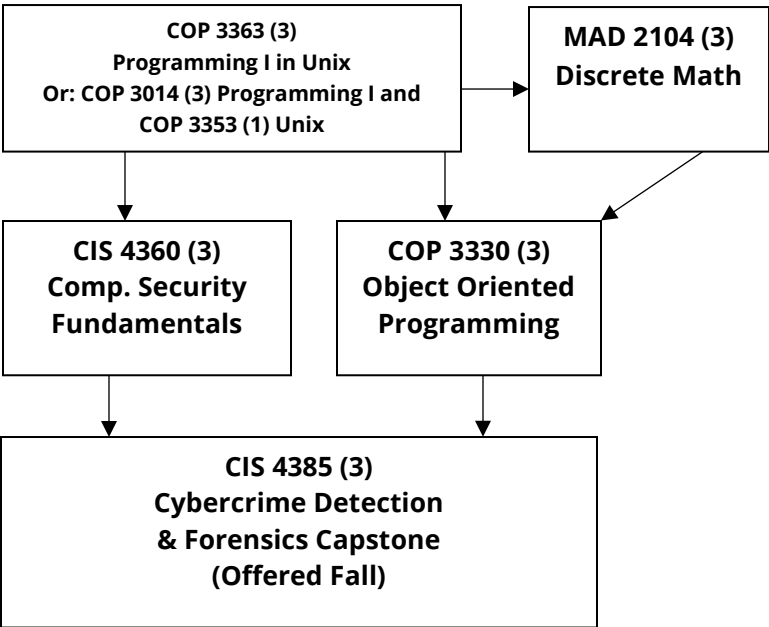 COP 3363 (3)
Programming I in Unix
Or: COP 3014 (3) Programming I and
COP 3353 (1) Unix
MAD 2104 (3)
Discrete Math
CIS 4360 (3)
Comp. Security
Fundamentals
COP 3330 (3)
Object Oriented
Programming
CIS 4385 (3)
Cybercrime Detection
& Forensics Capstone
(Offered Fall)